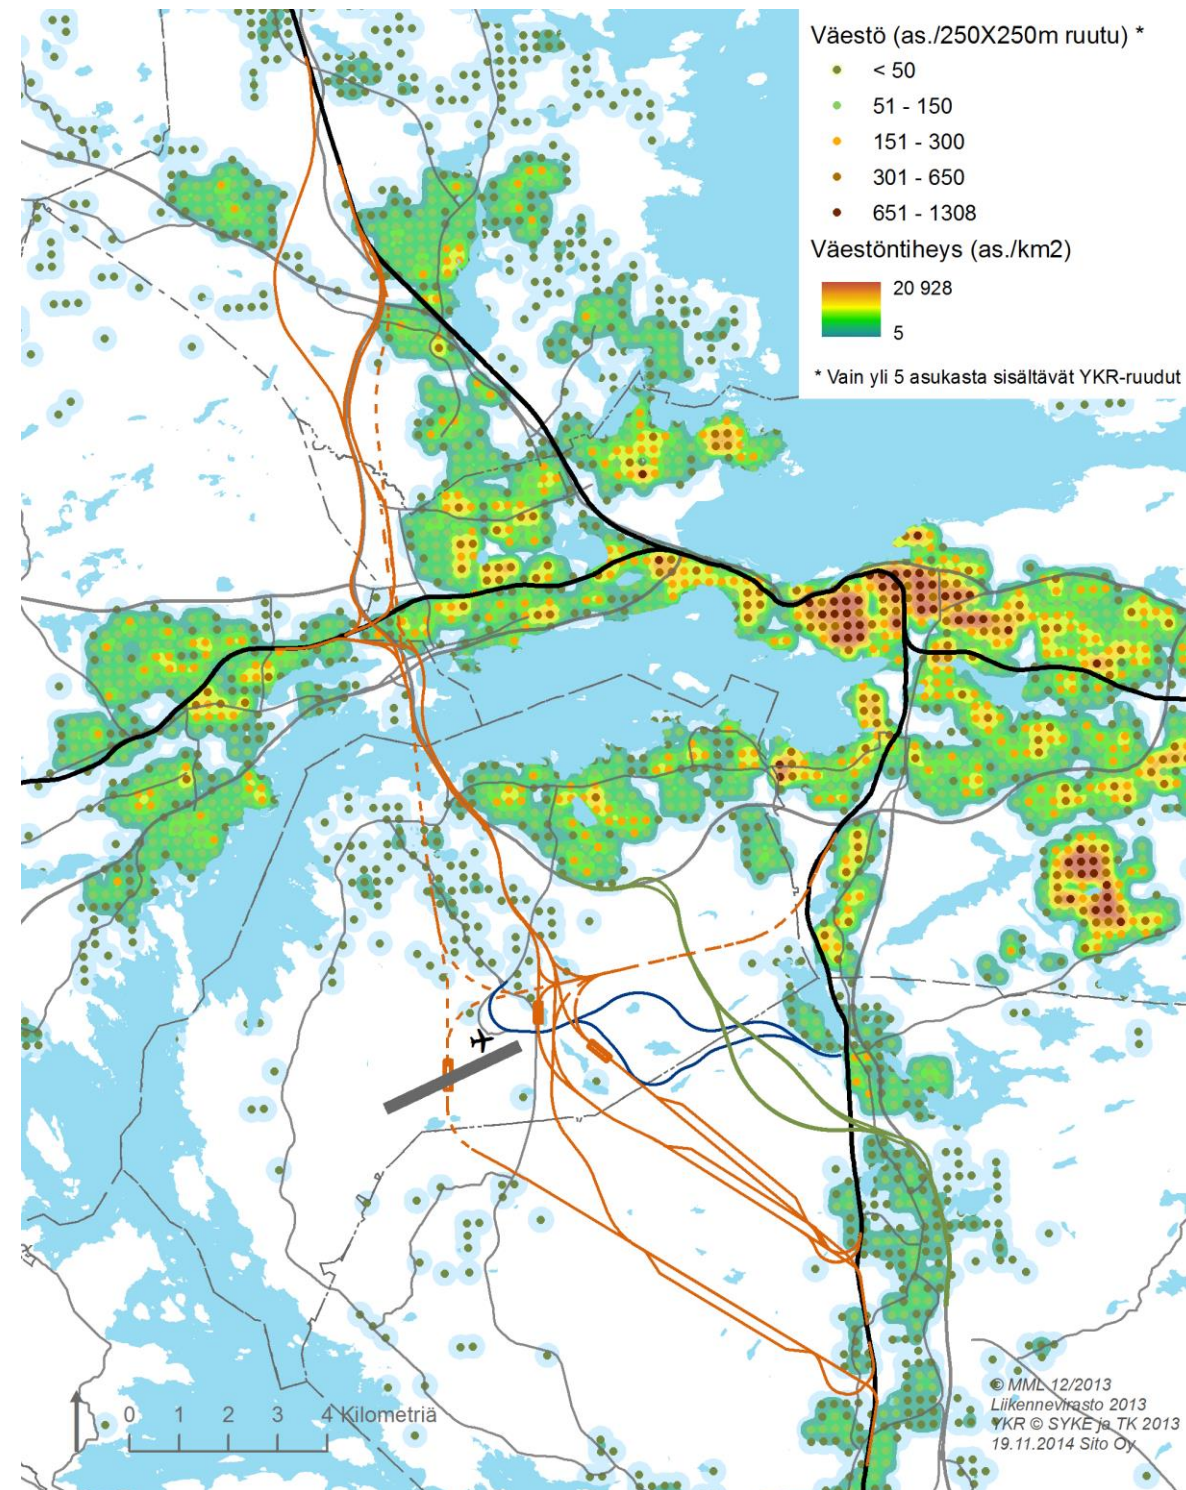 Väestö (as./250X250m ruutu) *
< 50
51 - 150
151 - 300
301 - 650
651 - 1308
Väestöntiheys (as./km2)
20 928
5
* Vain yli 5 asukasta sisältävät YKR-ruudut
© MML 12/2013
Liikennevirasto 2013
YKR © SYKE ja TK 2013
19.11.2014 Sito Oy
0 1 2 3 4 Kilometriä